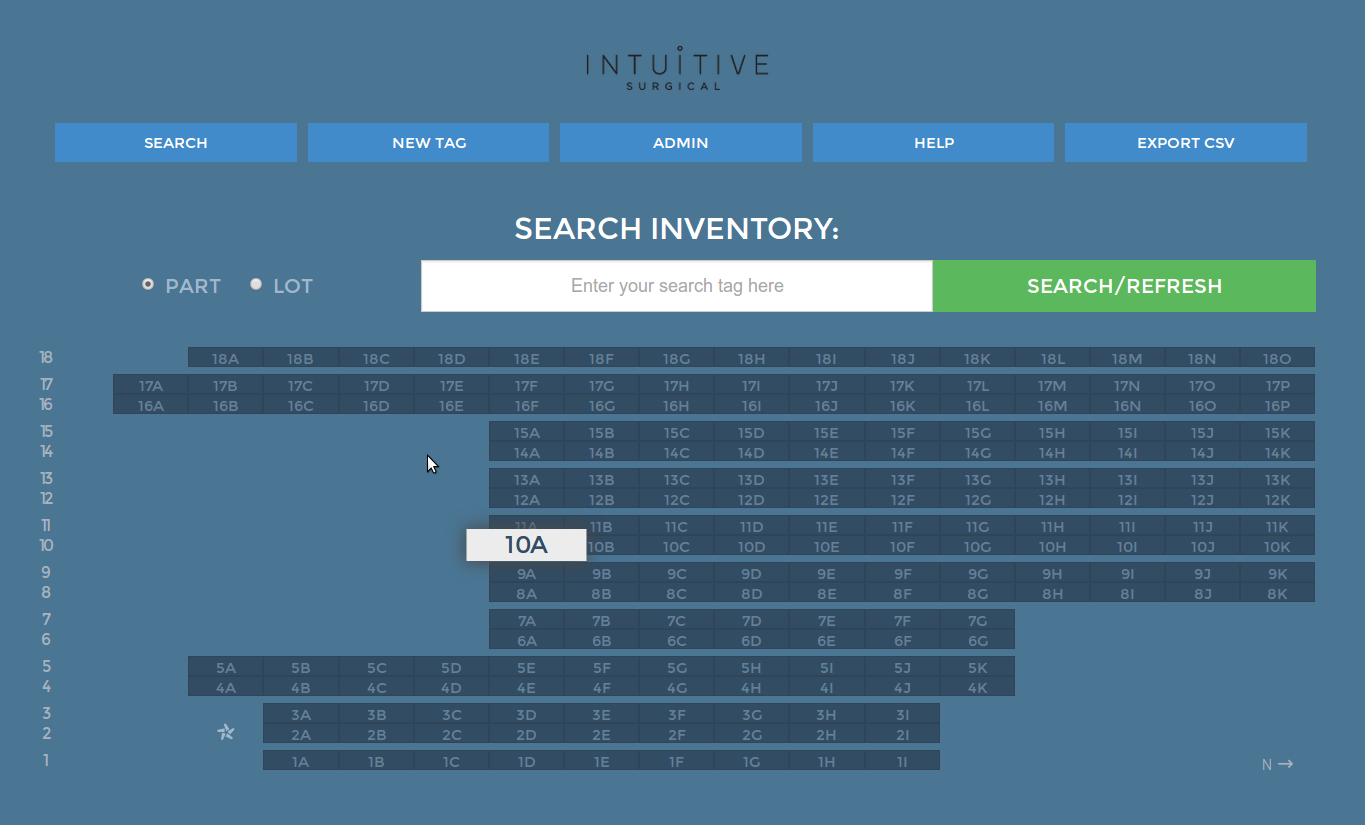 INTUITIVE
SURGICAL
SEARCH NEW TAG ADMIN HELP EXPORT CSV
SEARCH INVENTORY:
PART LOT Enter your search tag here SEARCH/REFRESH
18 18A 18B 18C 18D 18E 18F 18G 18H 18I 18J 18K 18L 18M 18N 18O
17 17A 17B 17C 17D 17E 17F 17G 17H 17I 17J 17K 17L 17M 17N 17O 17P
16 16A 16B 16C 16D 16E 16F 16G 16H 16I 16J 16K 16L 16M 16N 16O 16P
15 15A 15B 15C 15D 15E 15F 15G 15H 15I 15J 15K
14 14A 14B 14C 14D 14E 14F 14G 14H 14I 14J 14K
13 13A 13B 13C 13D 13E 13F 13G 13H 13I 13J 13K
12 12A 12B 12C 12D 12E 12F 12G 12H 12I 12J 12K
11 11A 11B 11C 11D 11E 11F 11G 11H 11I 11J 11K
10 10A 10B 10C 10D 10E 10F 10G 10H 10I 10J 10K
9 9A 9B 9C 9D 9E 9F 9G 9H 9I 9J 9K
8 8A 8B 8C 8D 8E 8F 8G 8H 8I 8J 8K
7 7A 7B 7C 7D 7E 7F 7G
6 6A 6B 6C 6D 6E 6F 6G
5 5A 5B 5C 5D 5E 5F 5G 5H 5I 5J 5K
4 4A 4B 4C 4D 4E 4F 4G 4H 4I 4J 4K
3 3A 3B 3C 3D 3E 3F 3G 3H 3I
2 2A 2B 2C 2D 2E 2F 2G 2H 2I
1 1A 1B 1C 1D 1E 1F 1G 1H 1I
N →